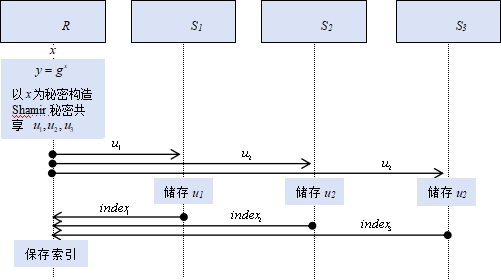 R S1 S2 S3
x
y = g^x
以 x 为秘密构造
Shamir 秘密共
享 u1, u2, u3
u1
u2
u2
储存 u1 储存 u2 储存 u2
index1 index2 index3
保存索引